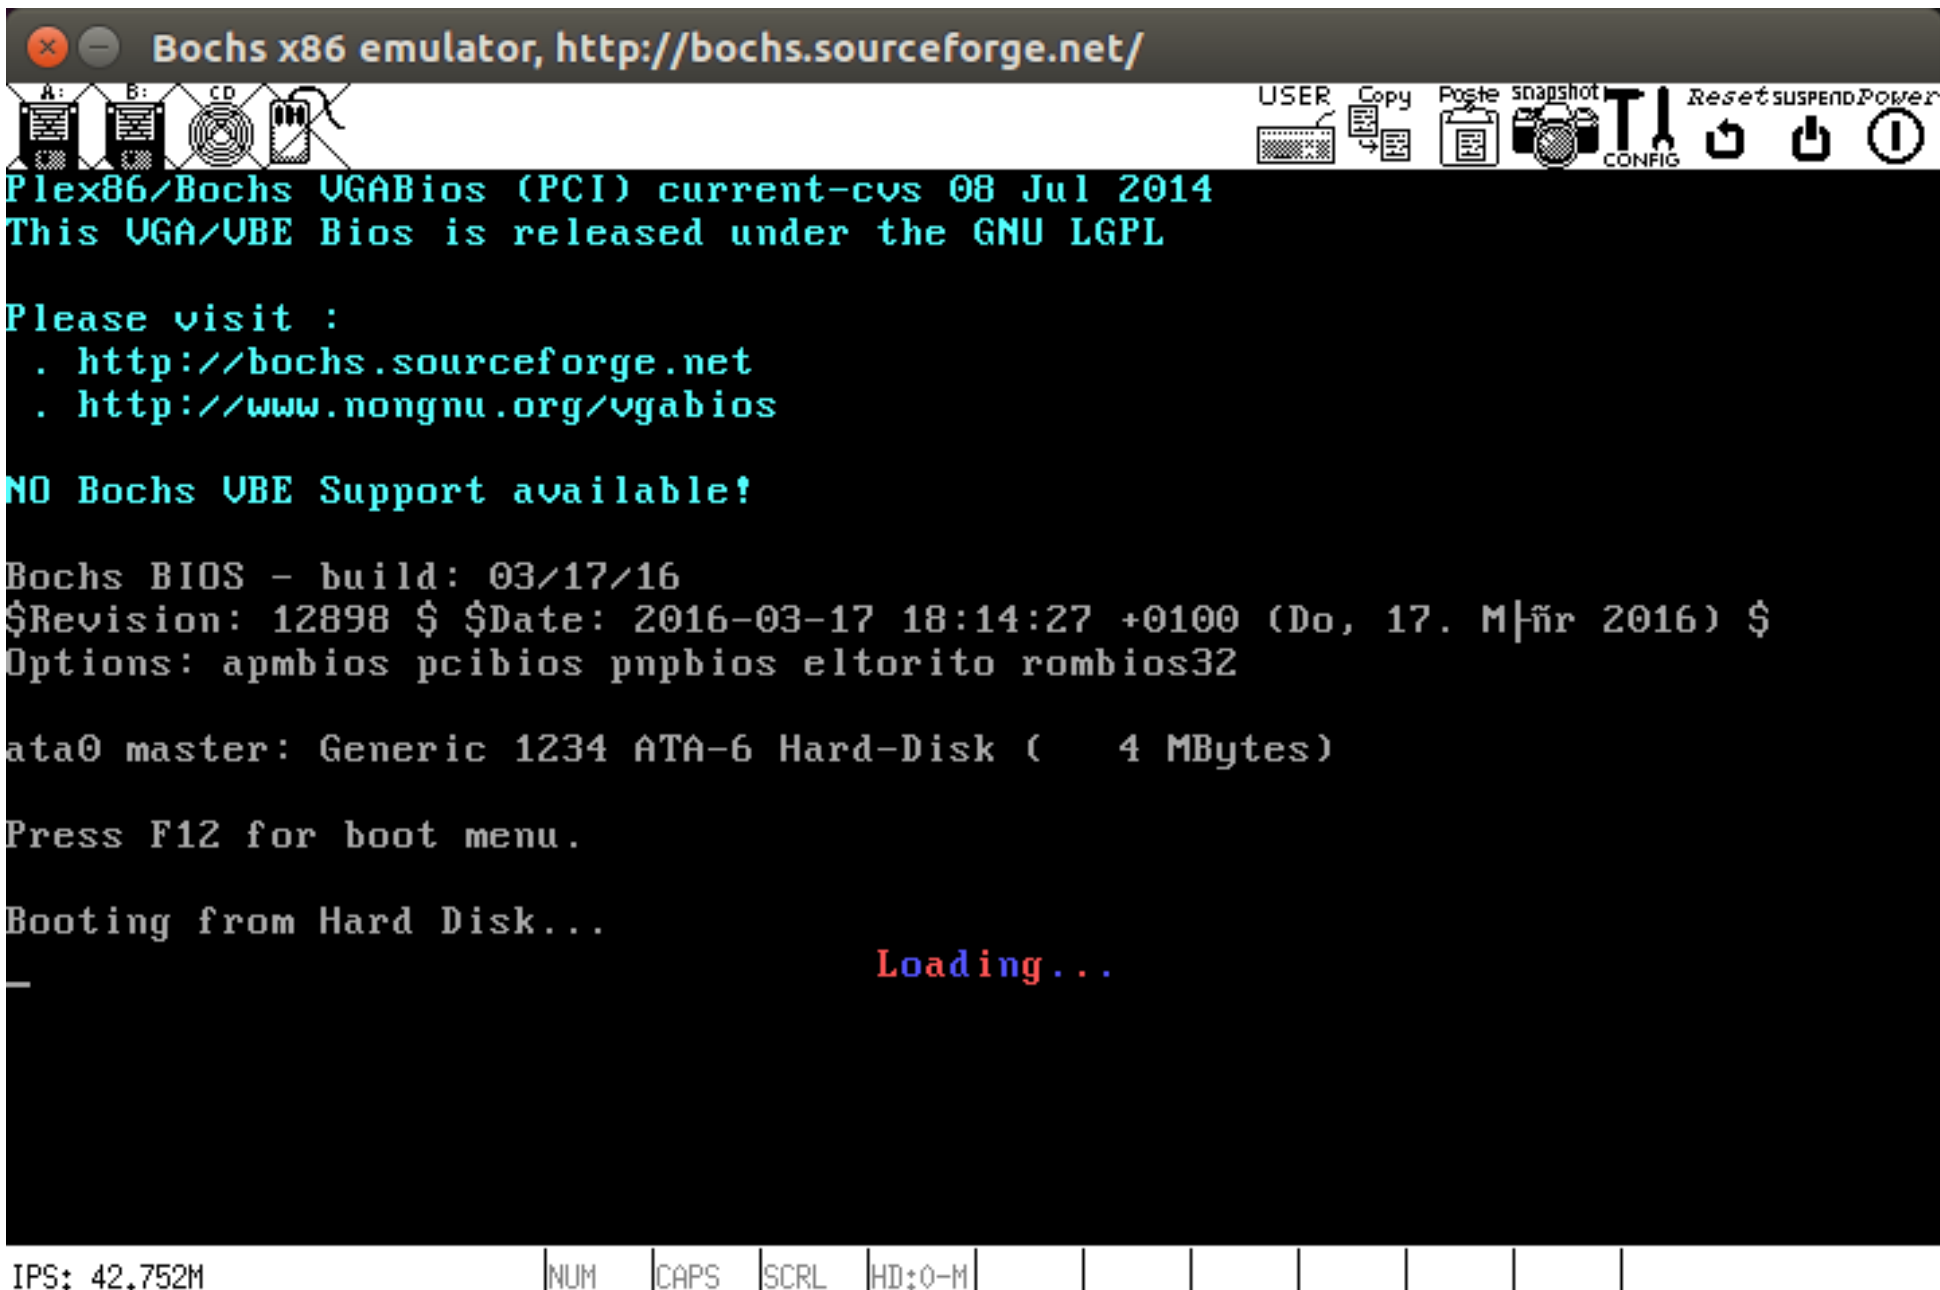 Bochs x86 emulator, http://bochs.sourceforge.net/
A: B: CD USER Copy Poste snapshot CONFIG Reset SUSPEND Power
Plex86/Bochs VGABios (PCI) current-cvs 08 Jul 2014
This VGA/VBE Bios is released under the GNU LGPL
Please visit :
. http://bochs.sourceforge.net
. http://www.nongnu.org/vgabios
NO Bochs VBE Support available!
Bochs BIOS - build: 03/17/16
$Revision: 12898 $ $Date: 2016-03-17 18:14:27 +0100 (Do, 17. M├ñr 2016) $
Options: apmbios pcibios pnpbios eltorito rombios32
ata0 master: Generic 1234 ATA-6 Hard-Disk (   4 MBytes)
Press F12 for boot menu.
Booting from Hard Disk...
Loading...
_
IPS: 42.752M NUM CAPS SCRL HD:0-M